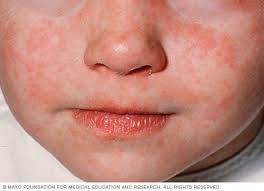 © MAYO FOUNDATION FOR MEDICAL EDUCATION AND RESEARCH. ALL RIGHTS RESERVED.